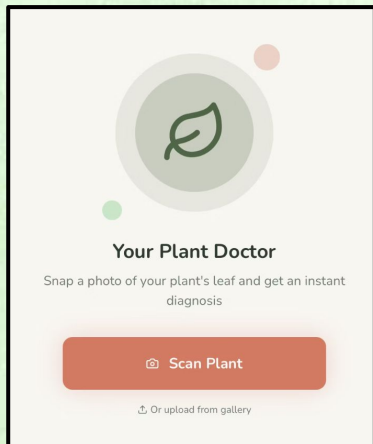 Your Plant Doctor
Snap a photo of your plant's leaf and get an instant
diagnosis
Scan Plant
Or upload from gallery